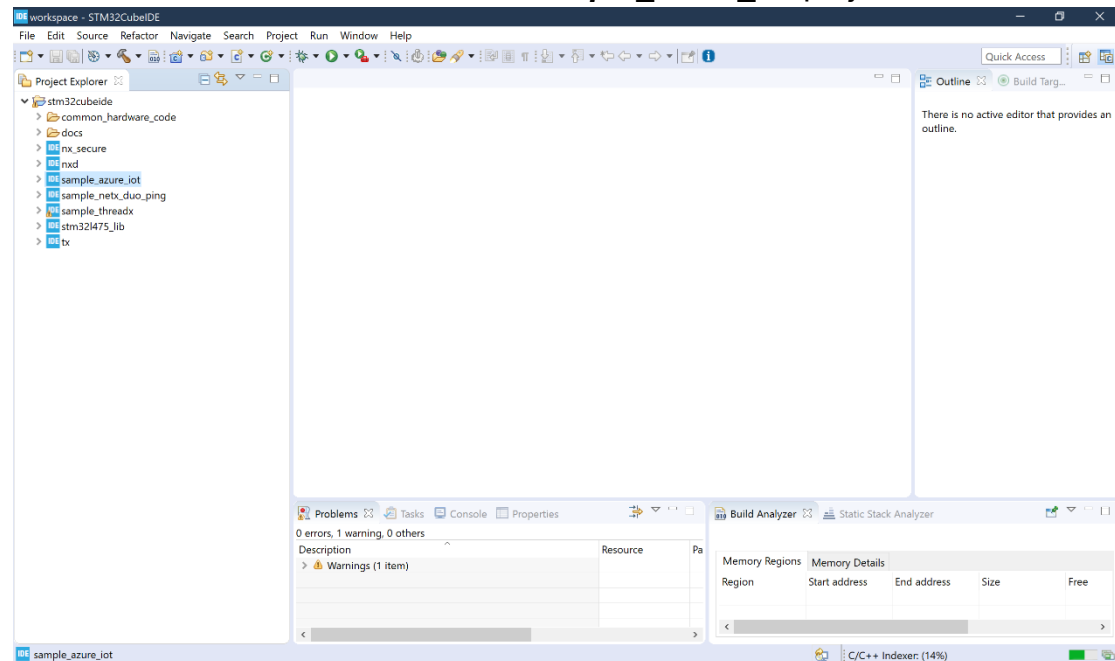 workspace - STM32CubeIDE
File Edit Source Refactor Navigate Search Project Run Window Help
Quick Access
Project Explorer
stm32cubeide
common_hardware_code
docs
nx_secure
nxd
sample_azure_iot
sample_netx_duo_ping
sample_threadx
stm32l475_lib
tx
Outline
Build Targ...
There is no active editor that provides an
outline.
Problems Tasks Console Properties
0 errors, 1 warning, 0 others
Description Resource Pa
Warnings (1 item)
Build Analyzer Static Stack Analyzer
Memory Regions Memory Details
Region Start address End address Size Free
sample_azure_iot
C/C++ Indexer: (14%)